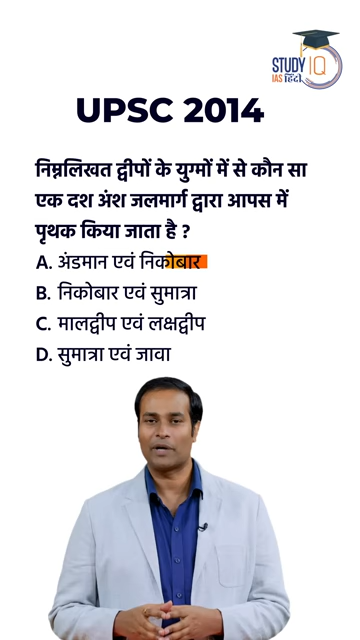 STUDY IQ
IAS हिंदी
UPSC 2014
निम्नलिखत द्वीपों के युग्मों में से कौन सा
एक दश अंश जलमार्ग द्वारा आपस में
पृथक किया जाता है ?
A. अंडमान एवं निकोबार
B. निकोबार एवं सुमात्रा
C. मालद्वीप एवं लक्षद्वीप
D. सुमात्रा एवं जावा